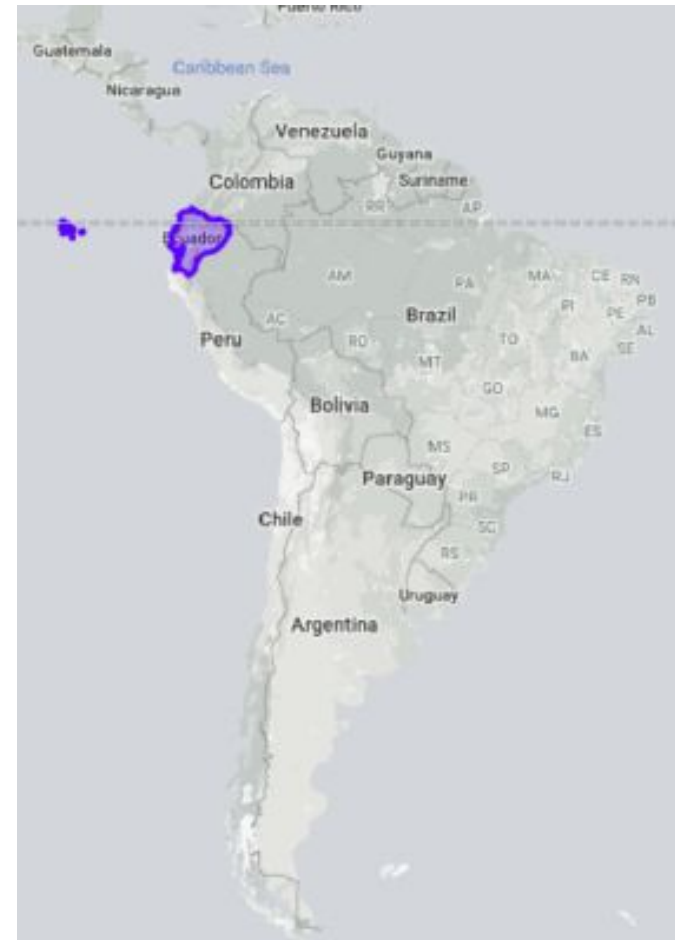 Puerto Rico
Guatemala
Caribbean Sea
Nicaragua
Venezuela
Guyana
Colombia
Suriname
RR
AP
Ecuador
AM
PA
MA
CE
RN
PI
PB
PE
AC
Brazil
AL
Peru
RO
TO
SE
MT
BA
GO
Bolivia
MG
ES
MS
SP
Paraguay
RJ
PR
Chile
SC
RS
Uruguay
Argentina